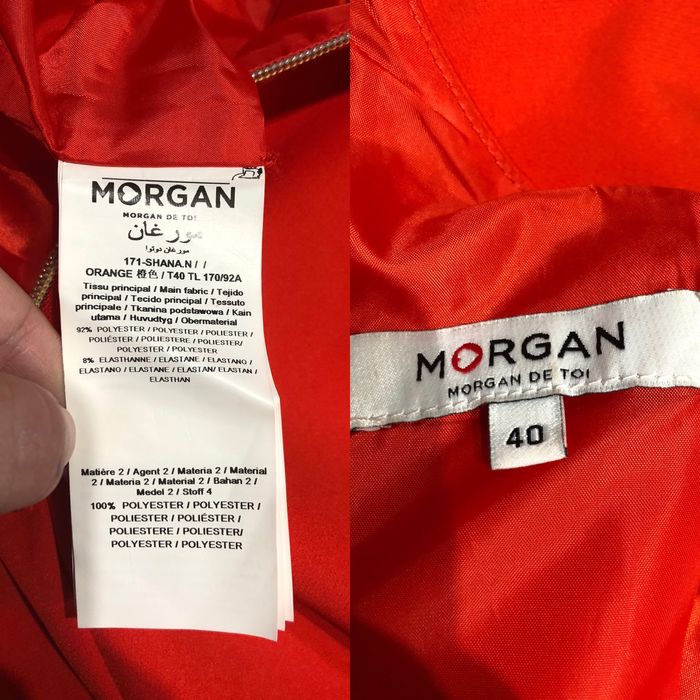 MORGAN
MORGAN DE TOI
مورغان
مورغان دوتوا
171-SHANA.N / /
ORANGE 橙色 / T40 TL 170/92A
Tissu principal / Main fabric / Tejido
principal / Tecido principal / Tessuto
principale / Tkanina podstawowa / Kain
utama / Huvudtyg / Obermaterial
92% POLYESTER / POLYESTER / POLIESTER /
POLIÉSTER / POLIESTERE / POLIESTER/
POLYESTER / POLYESTER
8% ELASTHANNE / ELASTANE / ELASTANO /
ELASTANO / ELASTANE / ELASTAN/ ELASTAN /
ELASTHAN
Matière 2 / Agent 2 / Materia 2 / Material
2 / Materia 2 / Material 2 / Bahan 2 /
Medel 2 / Stoff 4
100% POLYESTER / POLYESTER /
POLIESTER / POLIÉSTER /
POLIESTERE / POLIESTER/
POLYESTER / POLYESTER
MORGAN
MORGAN DE TOI
40